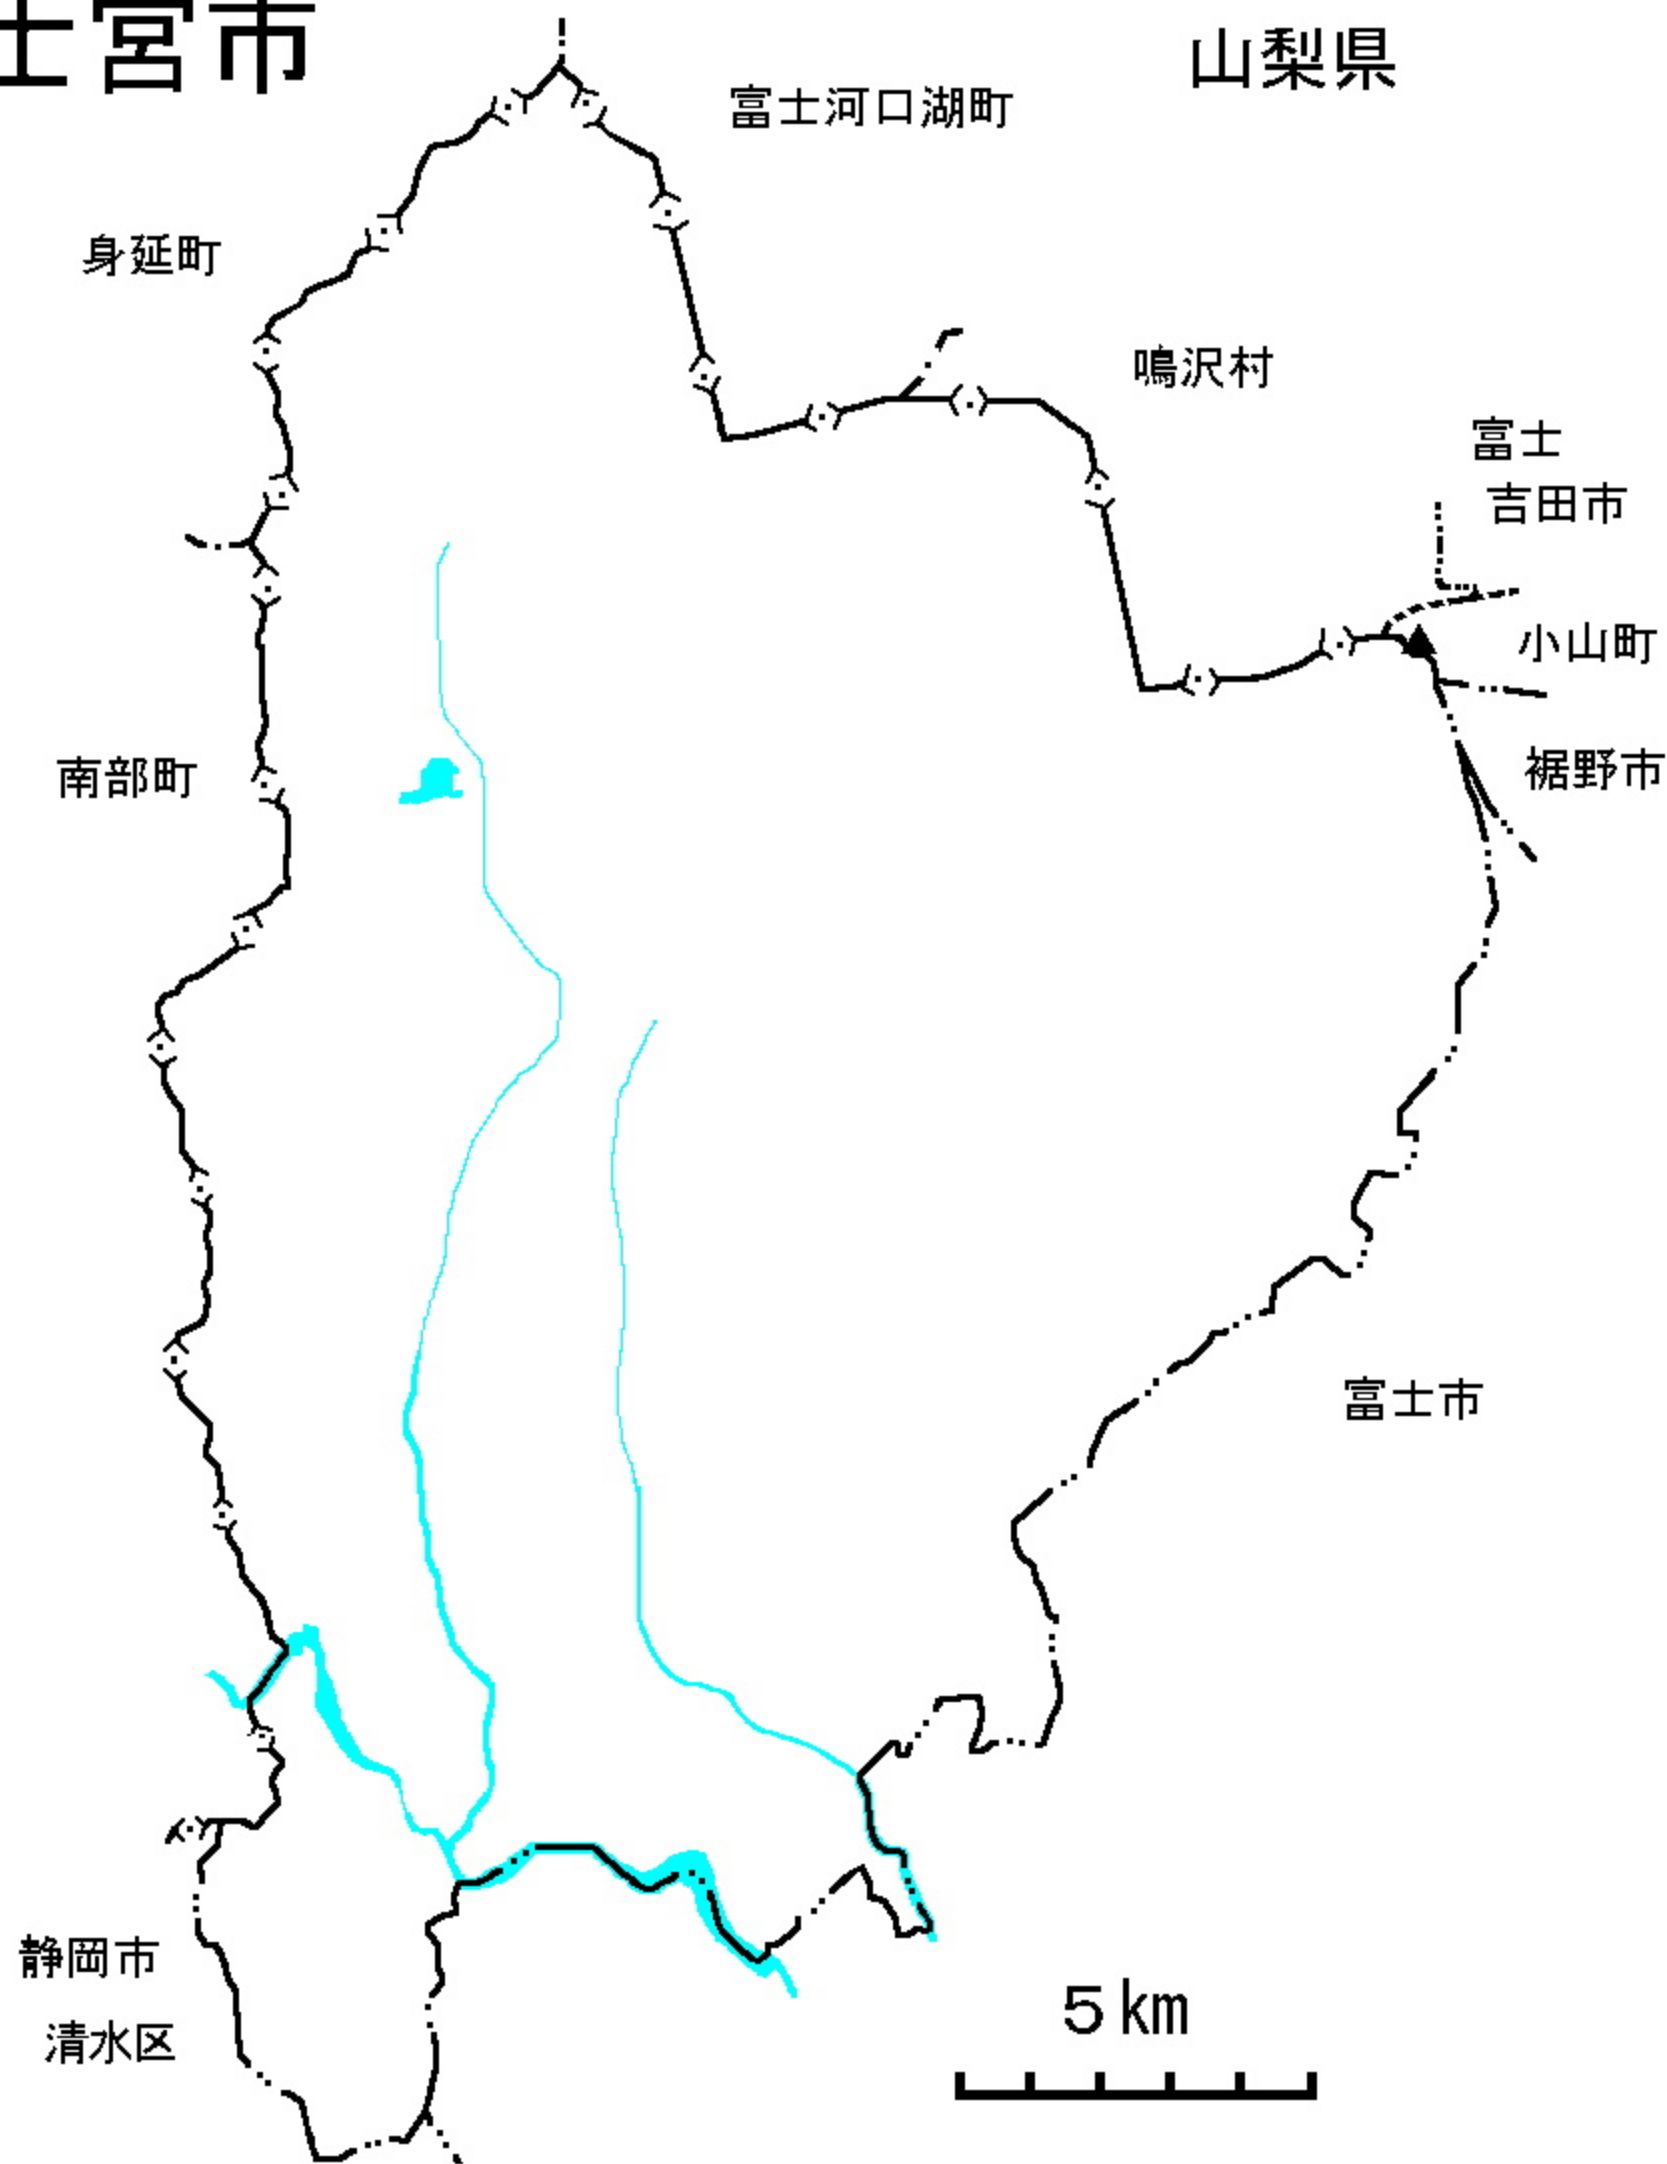 士宮市
山梨県
富士河口湖町
身延町
鳴沢村
富士
吉田市
小山町
南部町
裾野市
富士市
静岡市
清水区
5km